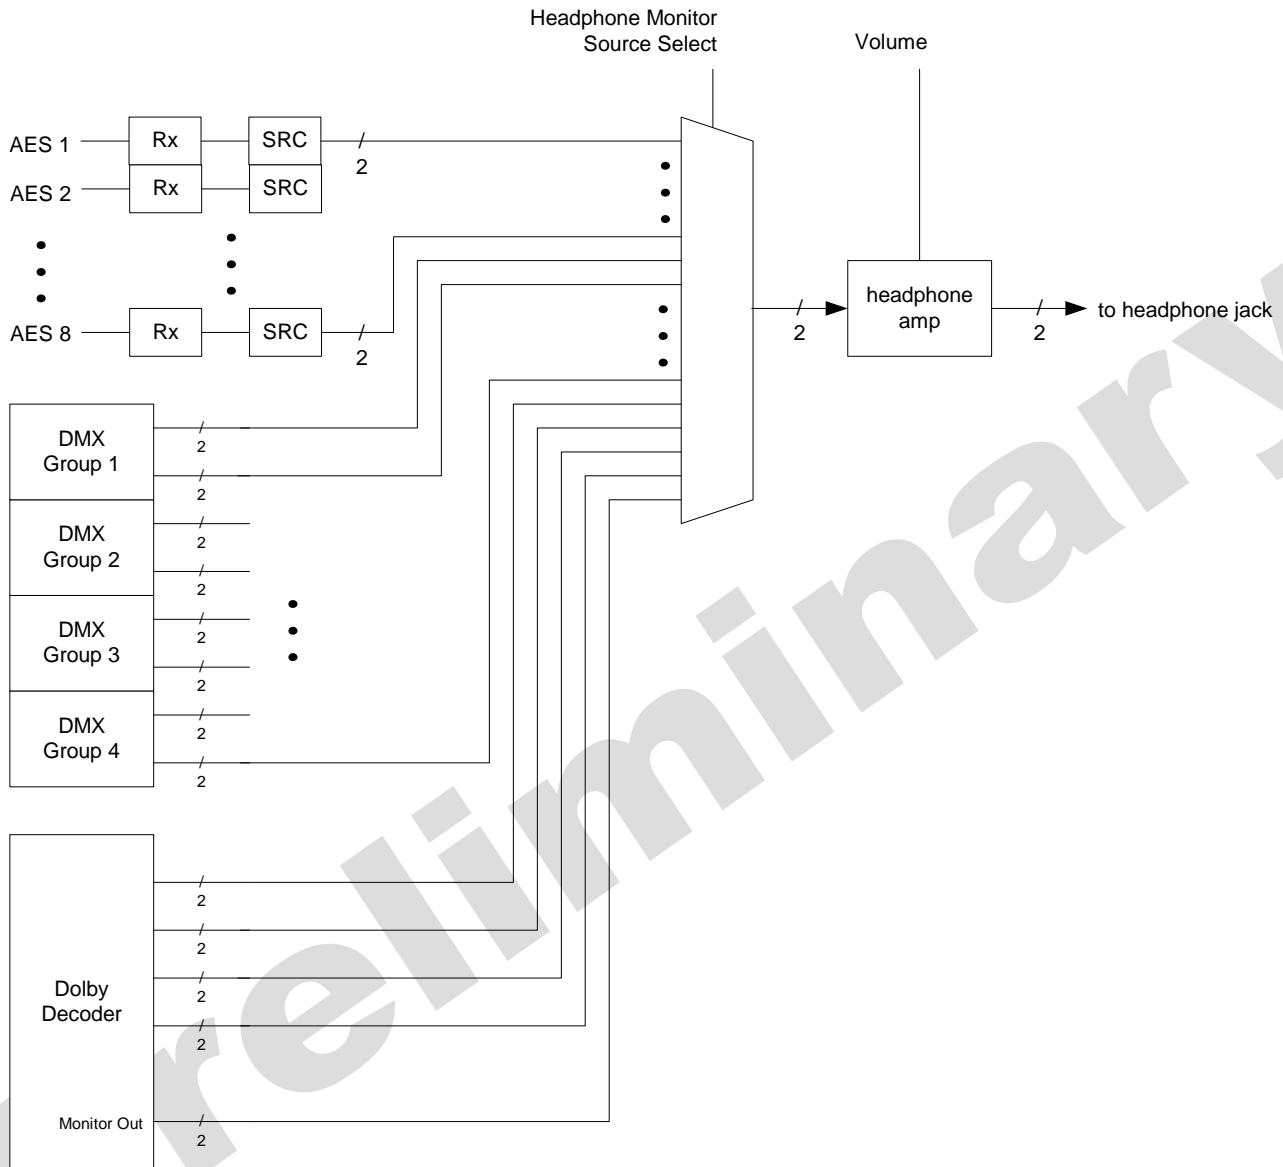 Headphone Monitor
Source Select
Volume
AES 1
Rx
SRC
2
AES 2
Rx
SRC
AES 8
Rx
SRC
2
2
headphone
amp
2
to headphone jack
DMX
Group 1
2
2
DMX
Group 2
2
2
DMX
Group 3
2
2
DMX
Group 4
2
2
Dolby
Decoder
2
2
2
2
Monitor Out
2
reliminary